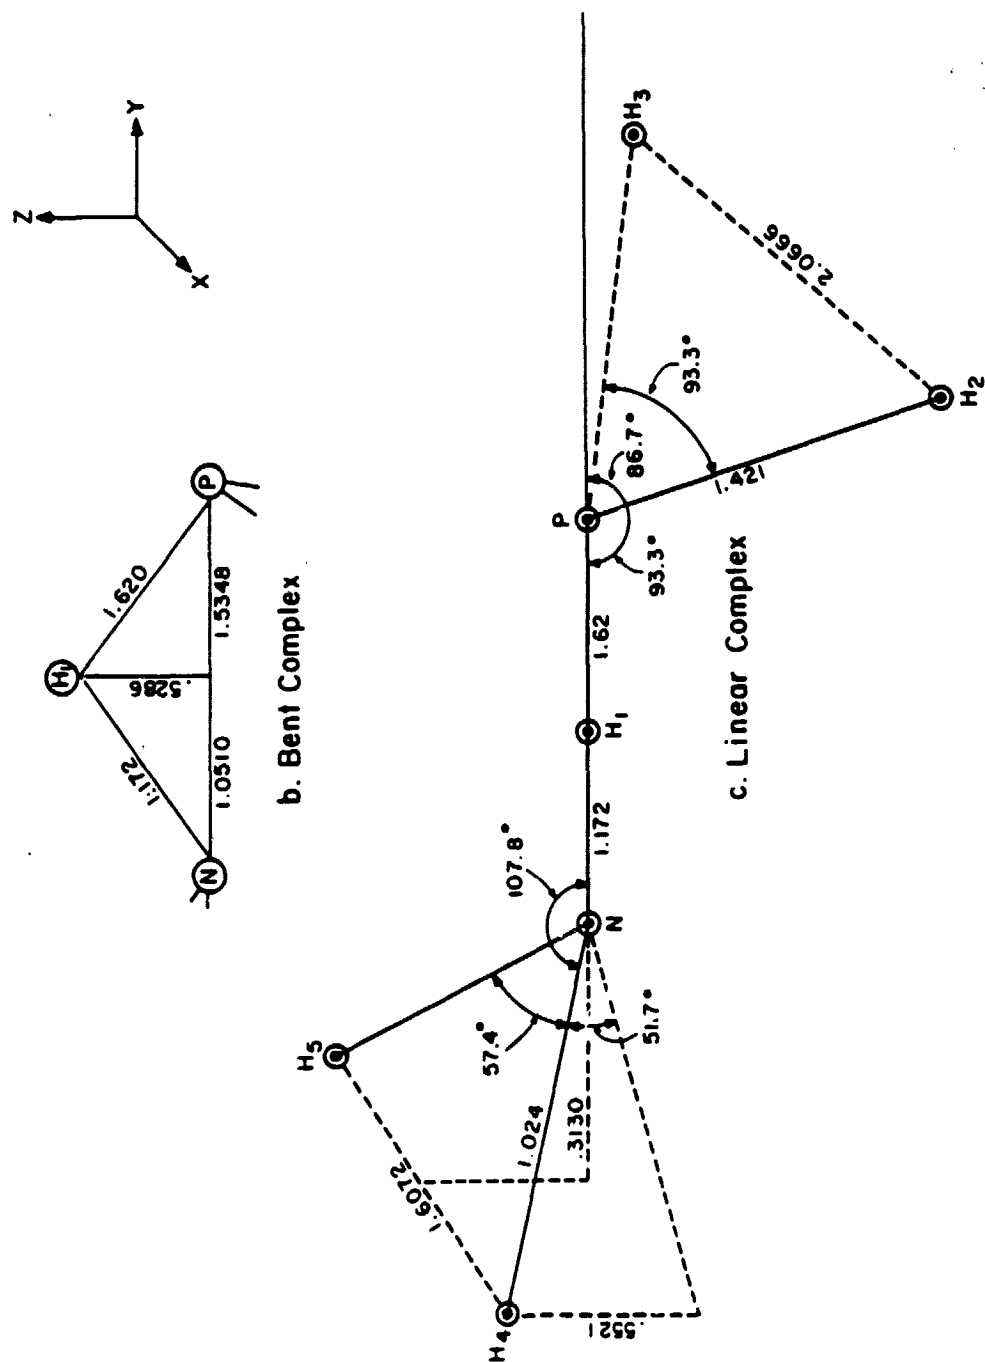 Z
Y
X
H1
1.172
1.620
.5286
N
1.0510
1.5348
P
b. Bent Complex
H5
H4
1.6072
1.024
.3130
.5521
57.4°
51.7°
107.8°
N
1.172
H1
1.62
P
93.3°
86.7°
93.3°
1.421
H3
2.0666
H2
c. Linear Complex